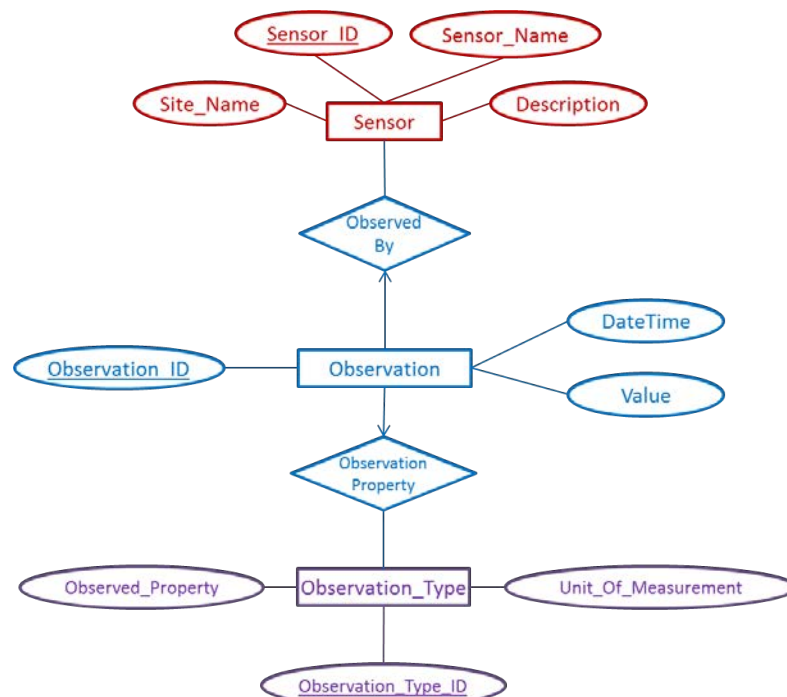 Sensor_ID
Sensor_Name
Site_Name
Description
Sensor
Observed
By
DateTime
Observation_ID
Observation
Value
Observation
Property
Observed_Property
Observation_Type
Unit_Of_Measurement
Observation_Type_ID